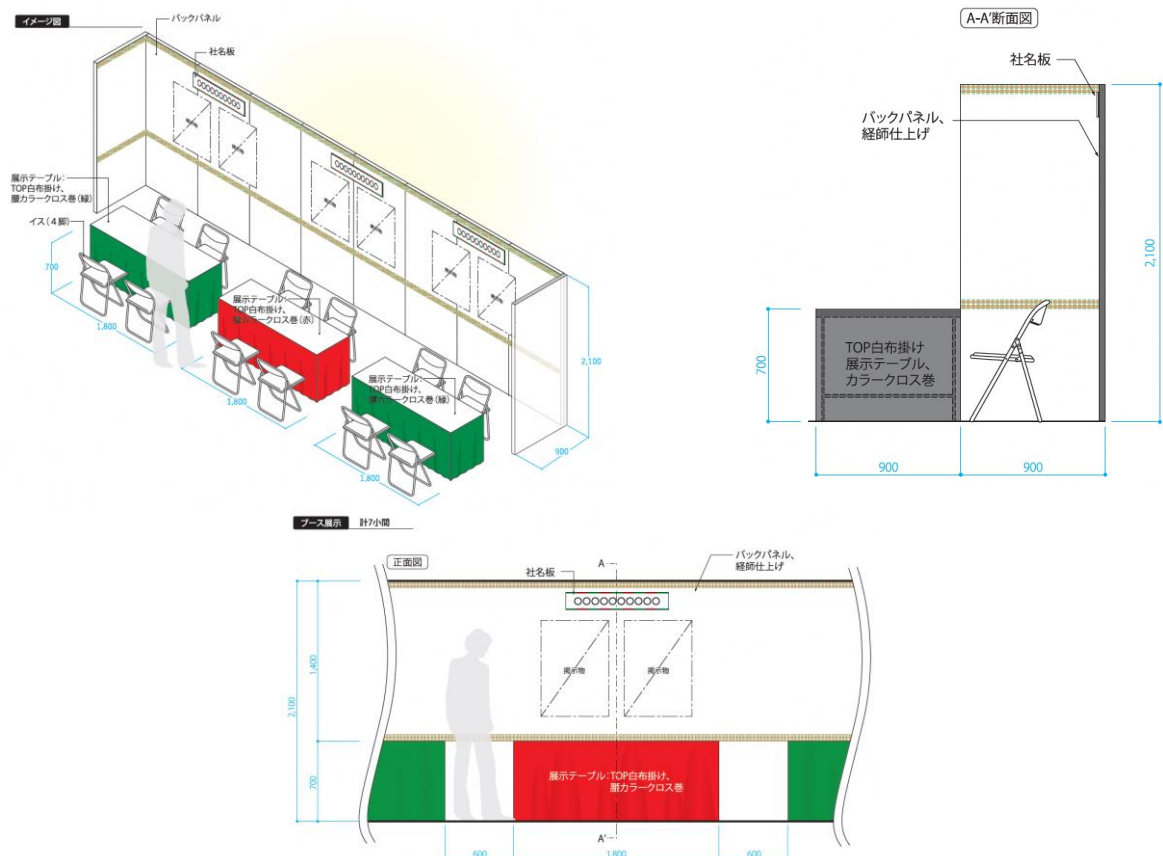 イメージ図
バックパネル
社名板
○○○○○○○○○○
○○○○○○○○○○
○○○○○○○○○○
展示テーブル：
TOP白布掛け、
腰カラークロス巻（緑）
イス（４脚）
700
1,800
展示テーブル：
TOP白布掛け、
腰カラークロス巻（赤）
1,800
展示テーブル：
TOP白布掛け、
腰カラークロス巻（緑）
1,800
2,100
900
A-A'断面図
社名板
バックパネル、
経師仕上げ
2,100
700
TOP白布掛け
展示テーブル、
カラークロス巻
900
900
ブース展示 計7小間
正面図
A
社名板
バックパネル、
経師仕上げ
○○○○○○○○○○
掲示物
掲示物
1,400
2,100
700
展示テーブル：TOP白布掛け、
腰カラークロス巻
A'
600
1,800
600